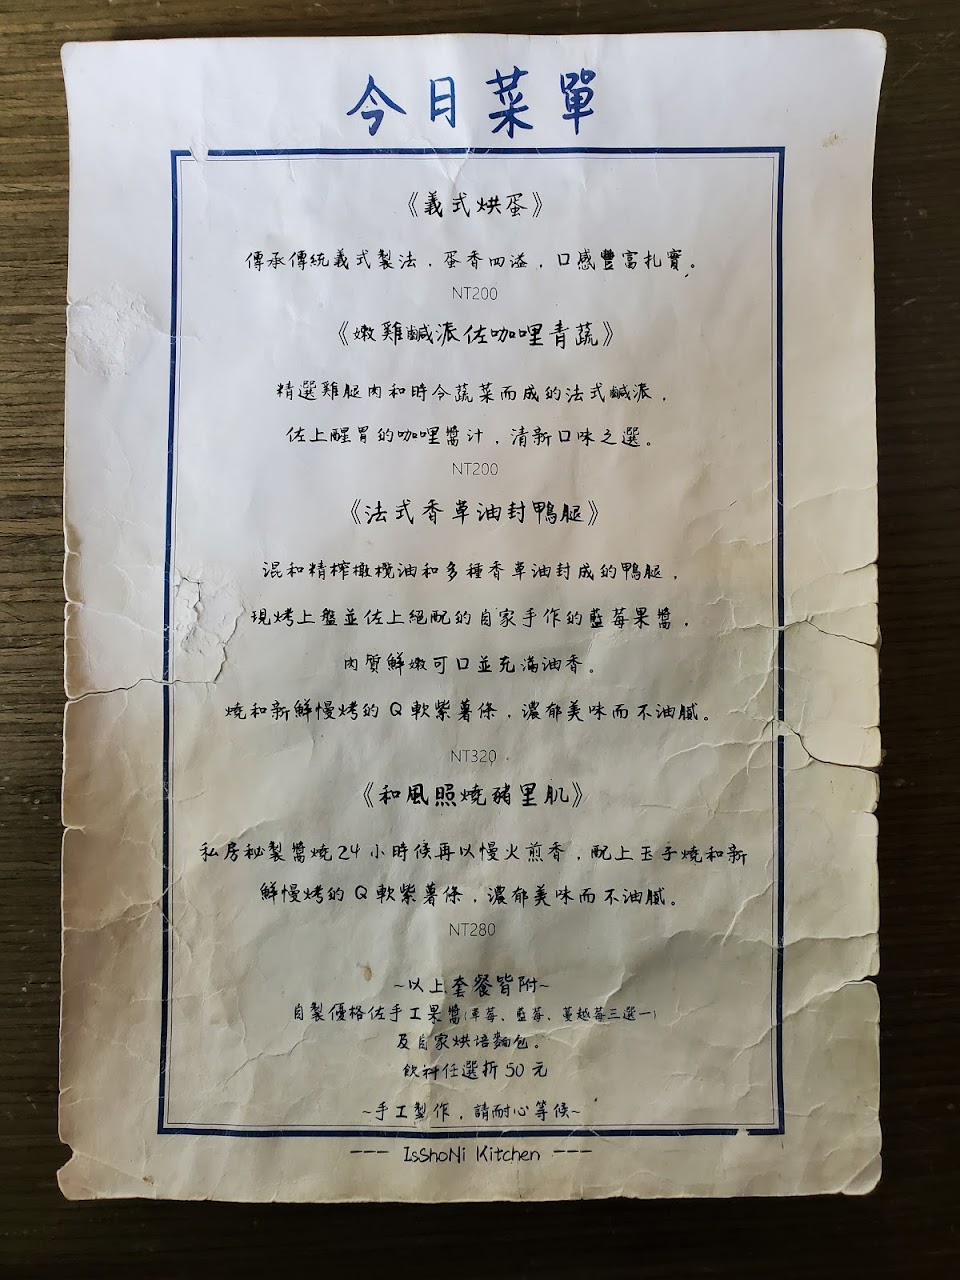 今日菜單
《義式烘蛋》
傳承傳統義式製法，蛋香四溢，口感豐富扎實。
NT200
《嫩雞鹹派佐咖哩青蔬》
精選雞腿肉和時令蔬菜而成的法式鹹派，
佐上醒胃的咖哩醬汁，清新口味之選。
NT200
《法式香草油封鴨腿》
混和精榨橄欖油和多種香草油封成的鴨腿，
現烤上盤並佐上絕配的自家手作的藍莓果醬，
肉質鮮嫩可口並充滿油香。
燒和新鮮慢烤的 Q 軟紫薯條，濃郁美味而不油膩。
NT320
《和風照燒豬里肌》
私房秘製醬燒24小時候再以慢火煎香，配上玉子燒和新
鮮慢烤的 Q 軟紫薯條，濃郁美味而不油膩。
NT280
~以上套餐皆附~
自製優格佐手工果醬(草莓、藍莓、蔓越莓三選一)
及自家烘培麵包。
飲料任選折 50 元
~手工製作，請耐心等候~
--- IsShoNi Kitchen ---